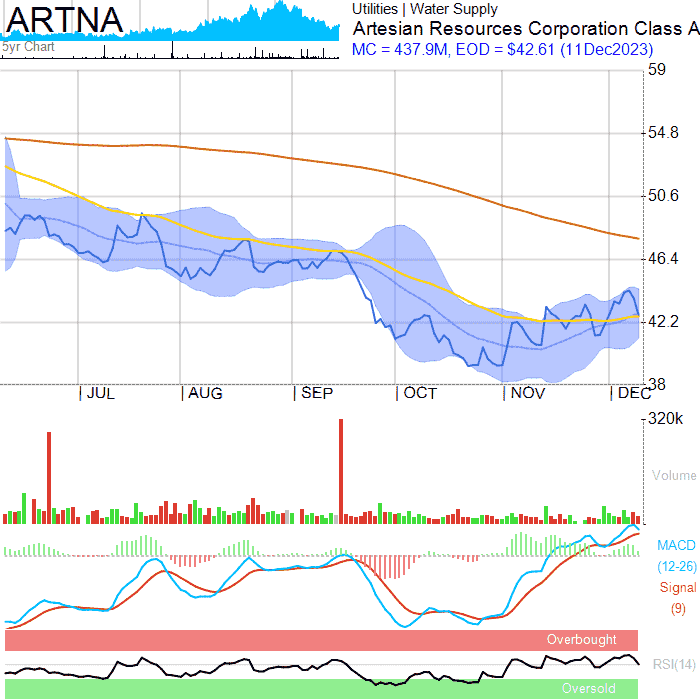 ARTNA
5yr Chart
Utilities | Water Supply
Artesian Resources Corporation Class A
MC = 437.9M, EOD = $42.61 (11Dec2023)
59
54.8
50.6
46.4
42.2
38
JUL AUG SEP OCT NOV DEC
320k
Volume
MACD
(12-26)
Signal
(9)
Overbought
RSI(14)
Oversold